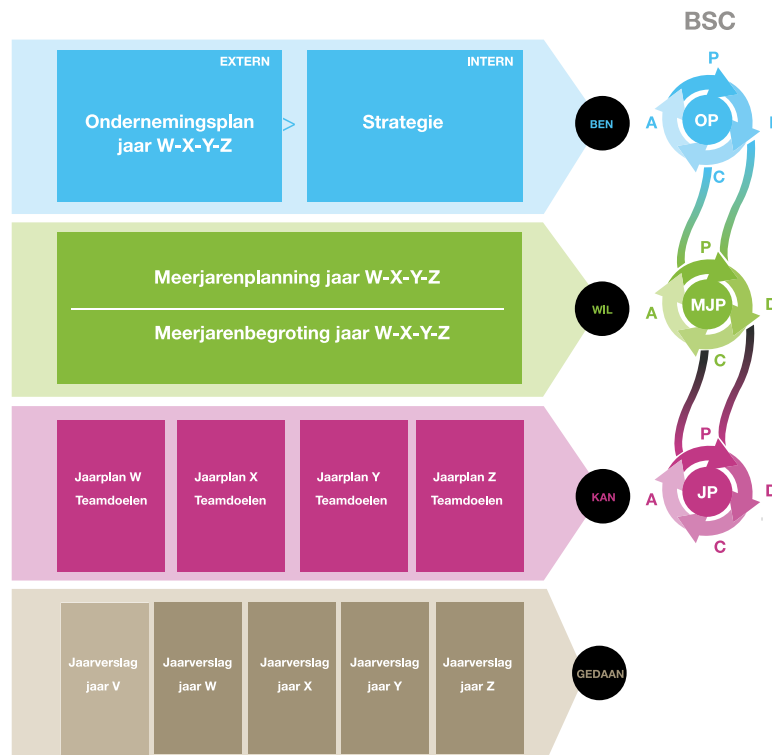 BSC
EXTERN
INTERN
Ondernemingsplan
jaar W-X-Y-Z
>
Strategie
BEN
P
A
OP
C
Meerjarenplanning jaar W-X-Y-Z
Meerjarenbegroting jaar W-X-Y-Z
WIL
P
A
MJP
D
C
Jaarplan W
Teamdoelen
Jaarplan X
Teamdoelen
Jaarplan Y
Teamdoelen
Jaarplan Z
Teamdoelen
KAN
P
A
JP
D
C
Jaarverslag
jaar V
Jaarverslag
jaar W
Jaarverslag
jaar X
Jaarverslag
jaar Y
Jaarverslag
jaar Z
GEDAAN